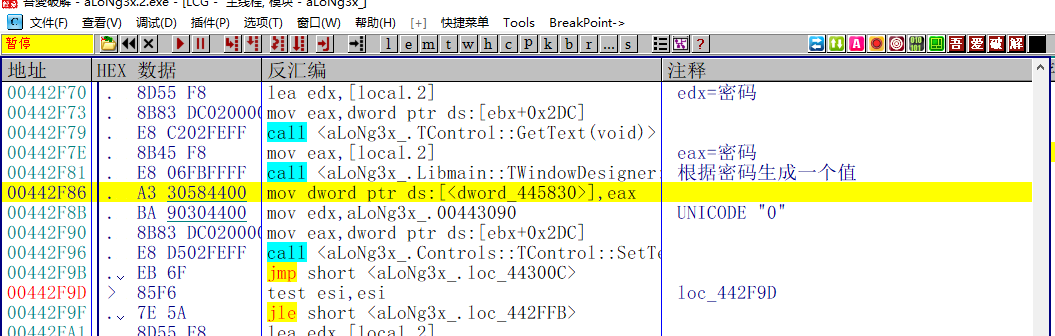 吾愛破解 - aLoNg3x.2.exe - [LCG - 主线程, 模块 - aLoNg3x_]
C 文件(F) 查看(V) 调试(D) 插件(P) 选项(T) 窗口(W) 帮助(H) [+] 快捷菜单 Tools BreakPoint->
暂停 l e m t w h c p k b r ... s ? 吾 爱 破 解
地址 HEX 数据 反汇编 注释
00442F70 . 8D55 F8 lea edx,[local.2] edx=密码
00442F73 . 8B83 DC020000 mov eax,dword ptr ds:[ebx+0x2DC]
00442F79 . E8 C202FEFF call <aLoNg3x_.TControl::GetText(void)>
00442F7E . 8B45 F8 mov eax,[local.2] eax=密码
00442F81 . E8 06FBFFFF call <aLoNg3x_.Libmain::TWindowDesigner: 根据密码生成一个值
00442F86 . A3 30584400 mov dword ptr ds:[<dword_445830>],eax
00442F8B . BA 90304400 mov edx,aLoNg3x_.00443090 UNICODE "0"
00442F90 . 8B83 DC020000 mov eax,dword ptr ds:[ebx+0x2DC]
00442F96 . E8 D502FEFF call <aLoNg3x_.Controls::TControl::SetTe
00442F9B . EB 6F jmp short <aLoNg3x_.loc_44300C>
00442F9D > 85F6 test esi,esi loc_442F9D
00442F9F . 7E 5A jle short <aLoNg3x_.loc_442FFB>
00442FA1 . 8D55 F8 lea edx,[local.2]